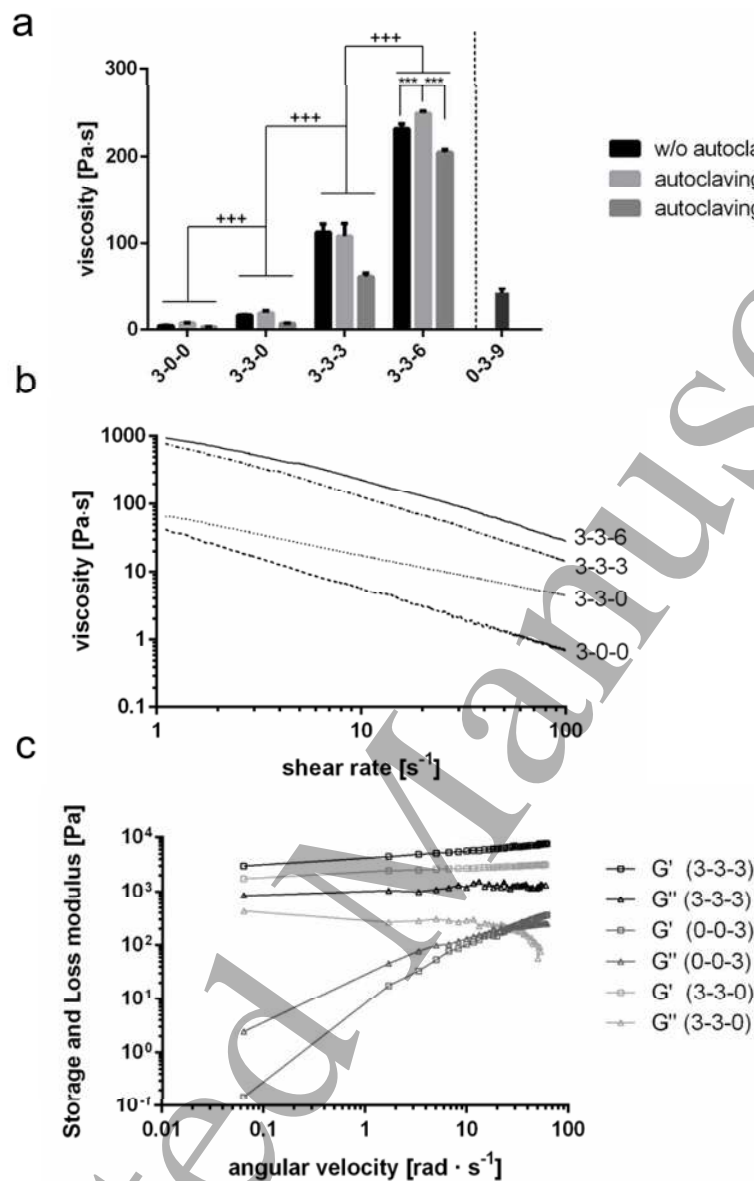 a
+++
+++
+++
*** ***
300
200
100
0
viscosity [Pa·s]
w/o autocla
autoclaving
autoclaving
3-0-0 3-3-0 3-3-3 3-3-6 0-3-9
b
1000
100
10
1
0.1
viscosity [Pa·s]
3-3-6
3-3-3
3-3-0
3-0-0
1 10 100
shear rate [s⁻¹]
c
Storage and Loss modulus [Pa]
10⁴
10³
10²
10¹
10⁰
10⁻¹
G' (3-3-3)
G'' (3-3-3)
G' (0-0-3)
G'' (0-0-3)
G' (3-3-0)
G'' (3-3-0)
0.01 0.1 1 10 100
angular velocity [rad · s⁻¹]
ted Manusc